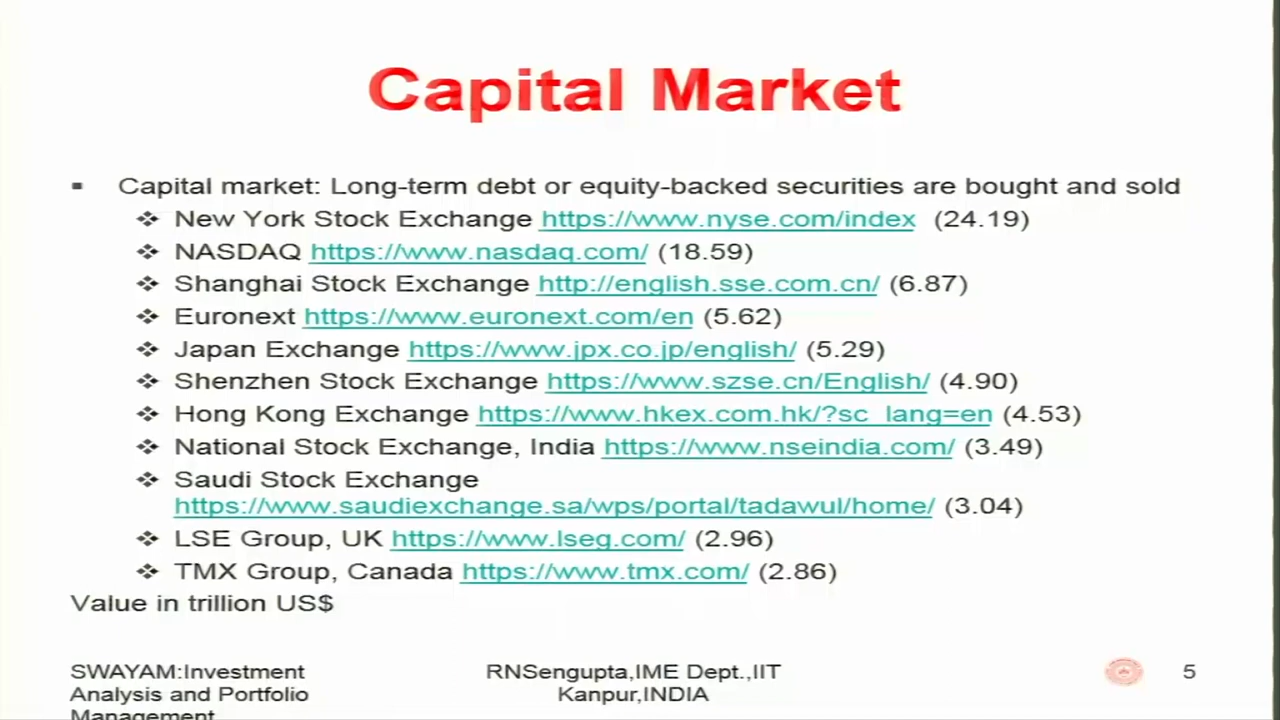 Capital Market
▪ Capital market: Long-term debt or equity-backed securities are bought and sold
❖ New York Stock Exchange https://www.nyse.com/index (24.19)
❖ NASDAQ https://www.nasdaq.com/ (18.59)
❖ Shanghai Stock Exchange http://english.sse.com.cn/ (6.87)
❖ Euronext https://www.euronext.com/en (5.62)
❖ Japan Exchange https://www.jpx.co.jp/english/ (5.29)
❖ Shenzhen Stock Exchange https://www.szse.cn/English/ (4.90)
❖ Hong Kong Exchange https://www.hkex.com.hk/?sc_lang=en (4.53)
❖ National Stock Exchange, India https://www.nseindia.com/ (3.49)
❖ Saudi Stock Exchange
https://www.saudiexchange.sa/wps/portal/tadawul/home/ (3.04)
❖ LSE Group, UK https://www.lseg.com/ (2.96)
❖ TMX Group, Canada https://www.tmx.com/ (2.86)
Value in trillion US$
SWAYAM:Investment
Analysis and Portfolio
Management
RNSengupta,IME Dept.,IIT
Kanpur,INDIA
5